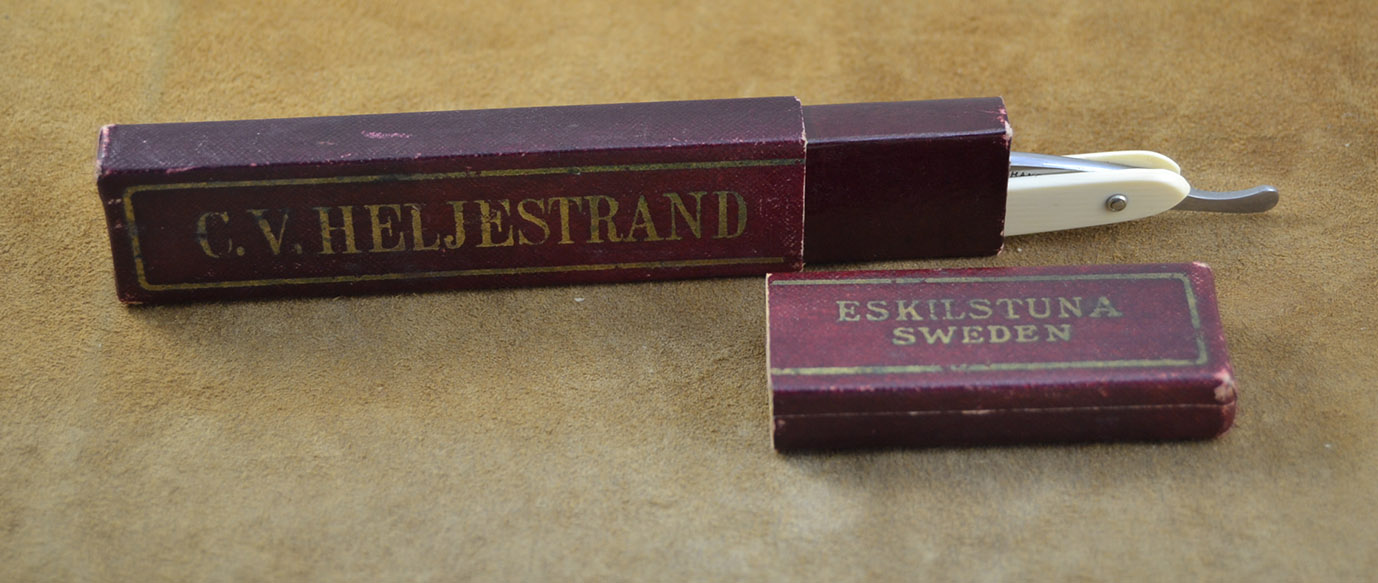 C.V. HELJESTRAND
ESKILSTUNA
SWEDEN